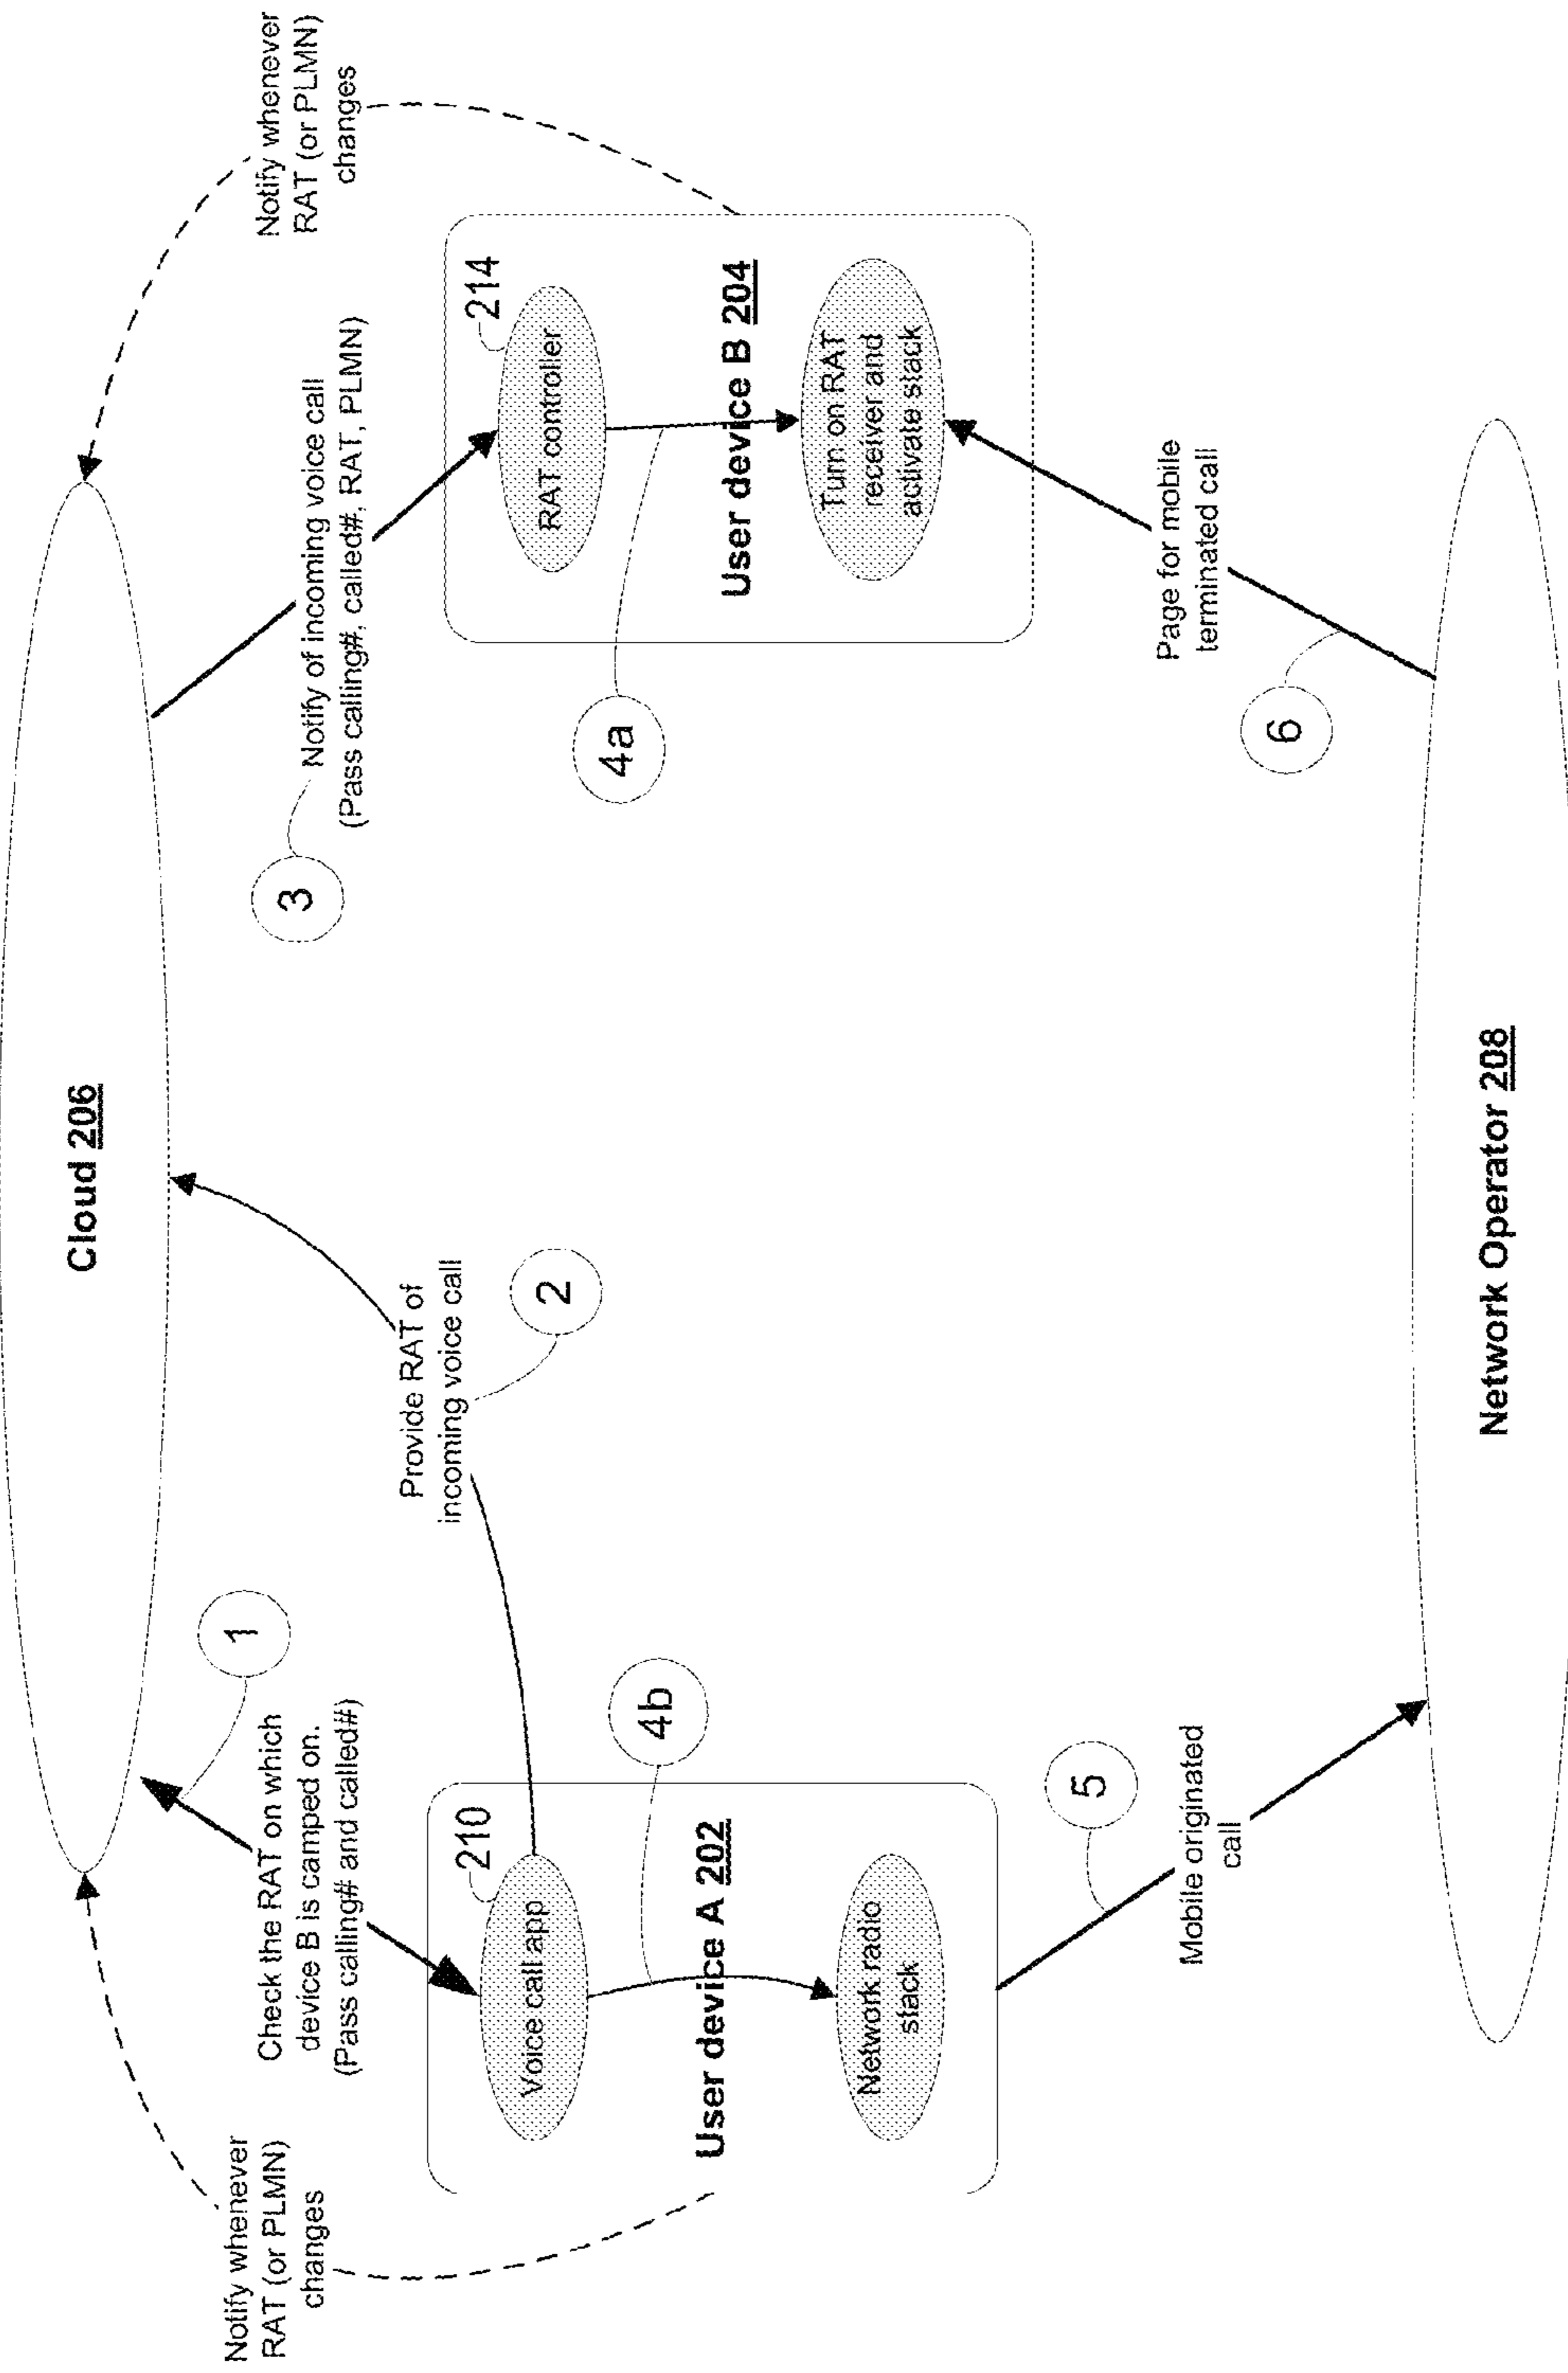 Cloud 206
Notify whenever
RAT (or PLMN)
changes
Check the RAT on which
device B is camped on.
(Pass calling# and called#)
1
Provide RAT of
incoming voice call
2
3
Notify of incoming voice call
(Pass calling#, called#, RAT, PLMN)
Notify whenever
RAT (or PLMN)
changes
210
Voice call app
User device A 202
4b
Network radio
stack
214
RAT controller
User device B 204
4a
Turn on RAT
receiver and
activate stack
5
Mobile originated
call
6
Page for mobile
terminated call
Network Operator 208